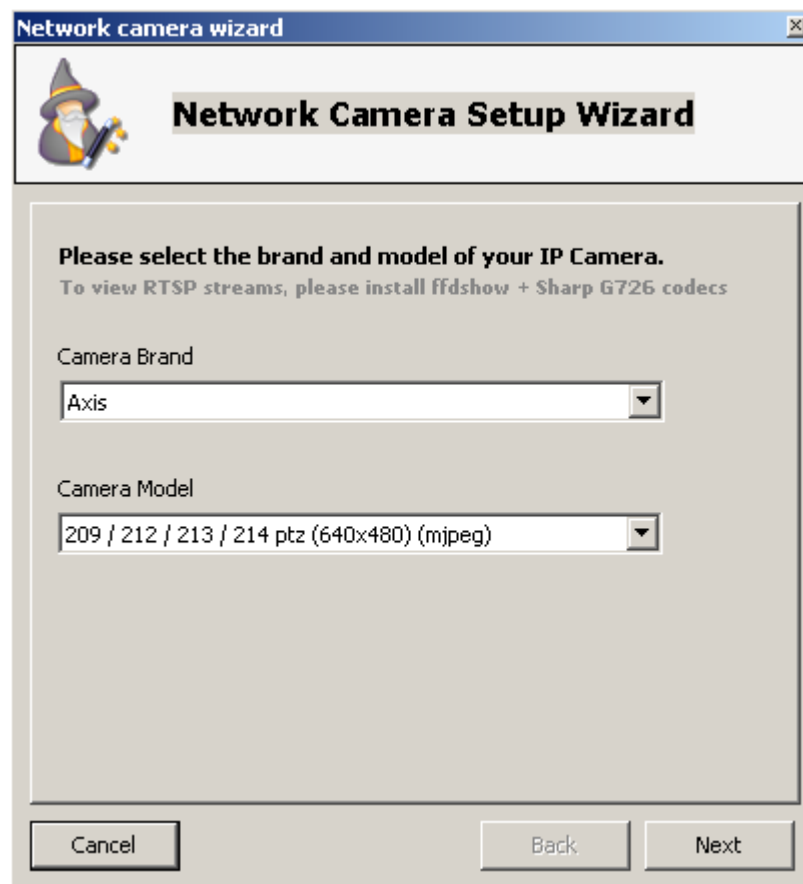 Network camera wizard
Network Camera Setup Wizard
Please select the brand and model of your IP Camera.
To view RTSP streams, please install ffdshow + Sharp G726 codecs
Camera Brand
Axis
Camera Model
209 / 212 / 213 / 214 ptz (640x480) (mjpeg)
Cancel Back Next